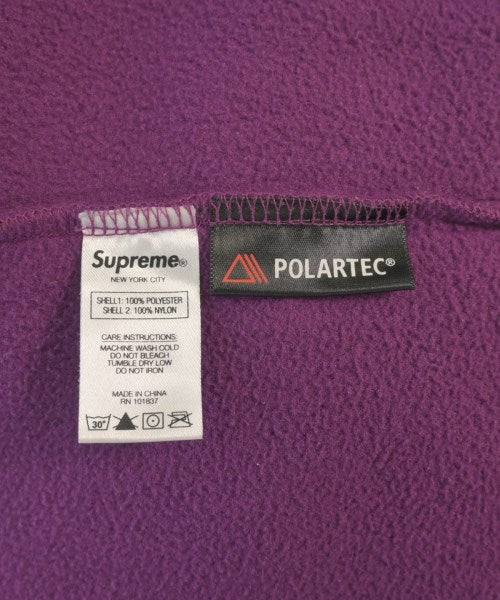 Supreme®
NEW YORK CITY
SHELL1: 100% POLYESTER
SHELL 2: 100% NYLON
CARE INSTRUCTIONS:
MACHINE WASH COLD
DO NOT BLEACH
TUMBLE DRY LOW
DO NOT IRON
MADE IN CHINA
RN 101837
30°
POLARTEC®